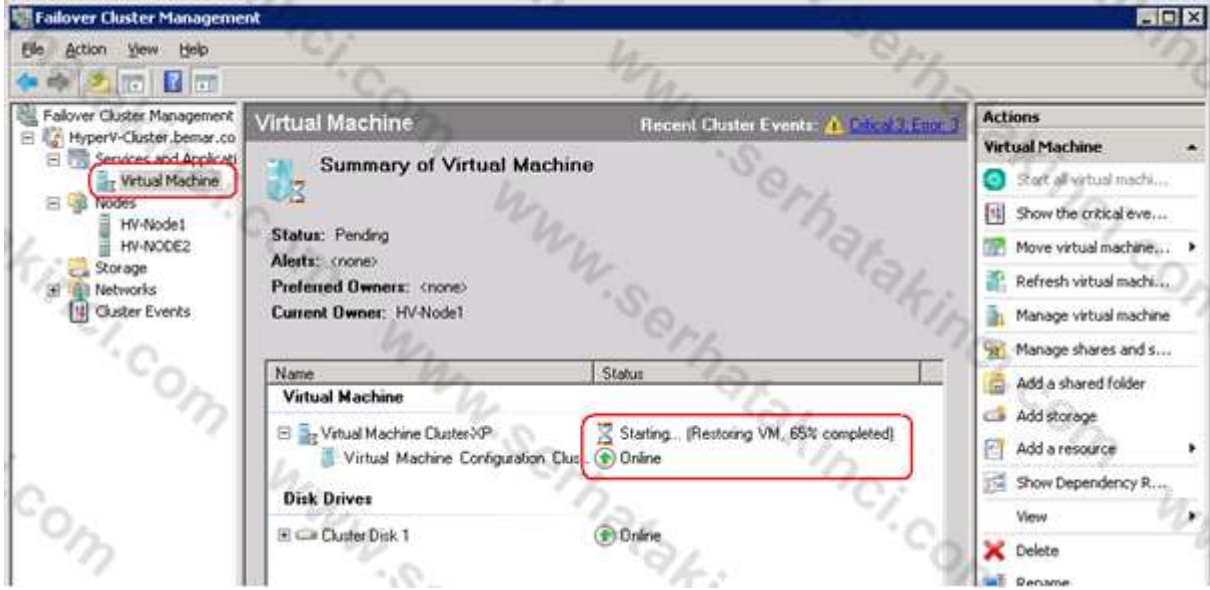 Failover Cluster Management
File Action View Help
Failover Cluster Management
HyperV-Cluster.bemar.co
Services and Applicati
Virtual Machine
Nodes
HV-Node1
HV-NODE2
Storage
Networks
Cluster Events
Virtual Machine
Recent Cluster Events: Critical 3, Error: 3
Summary of Virtual Machine
Status: Pending
Alerts: <none>
Preferred Owners: <none>
Current Owner: HV-Node1
Name Status
Virtual Machine
Virtual Machine Cluster-XP Starting... (Restoring VM, 65% completed)
Virtual Machine Configuration Clus... Online
Disk Drives
Cluster Disk 1 Online
Actions
Virtual Machine
Start all virtual machi...
Show the critical eve...
Move virtual machine...
Refresh virtual machi...
Manage virtual machine
Manage shares and s...
Add a shared folder
Add storage
Add a resource
Show Dependency R...
View
Delete
Rename
www.serhatakinci.com